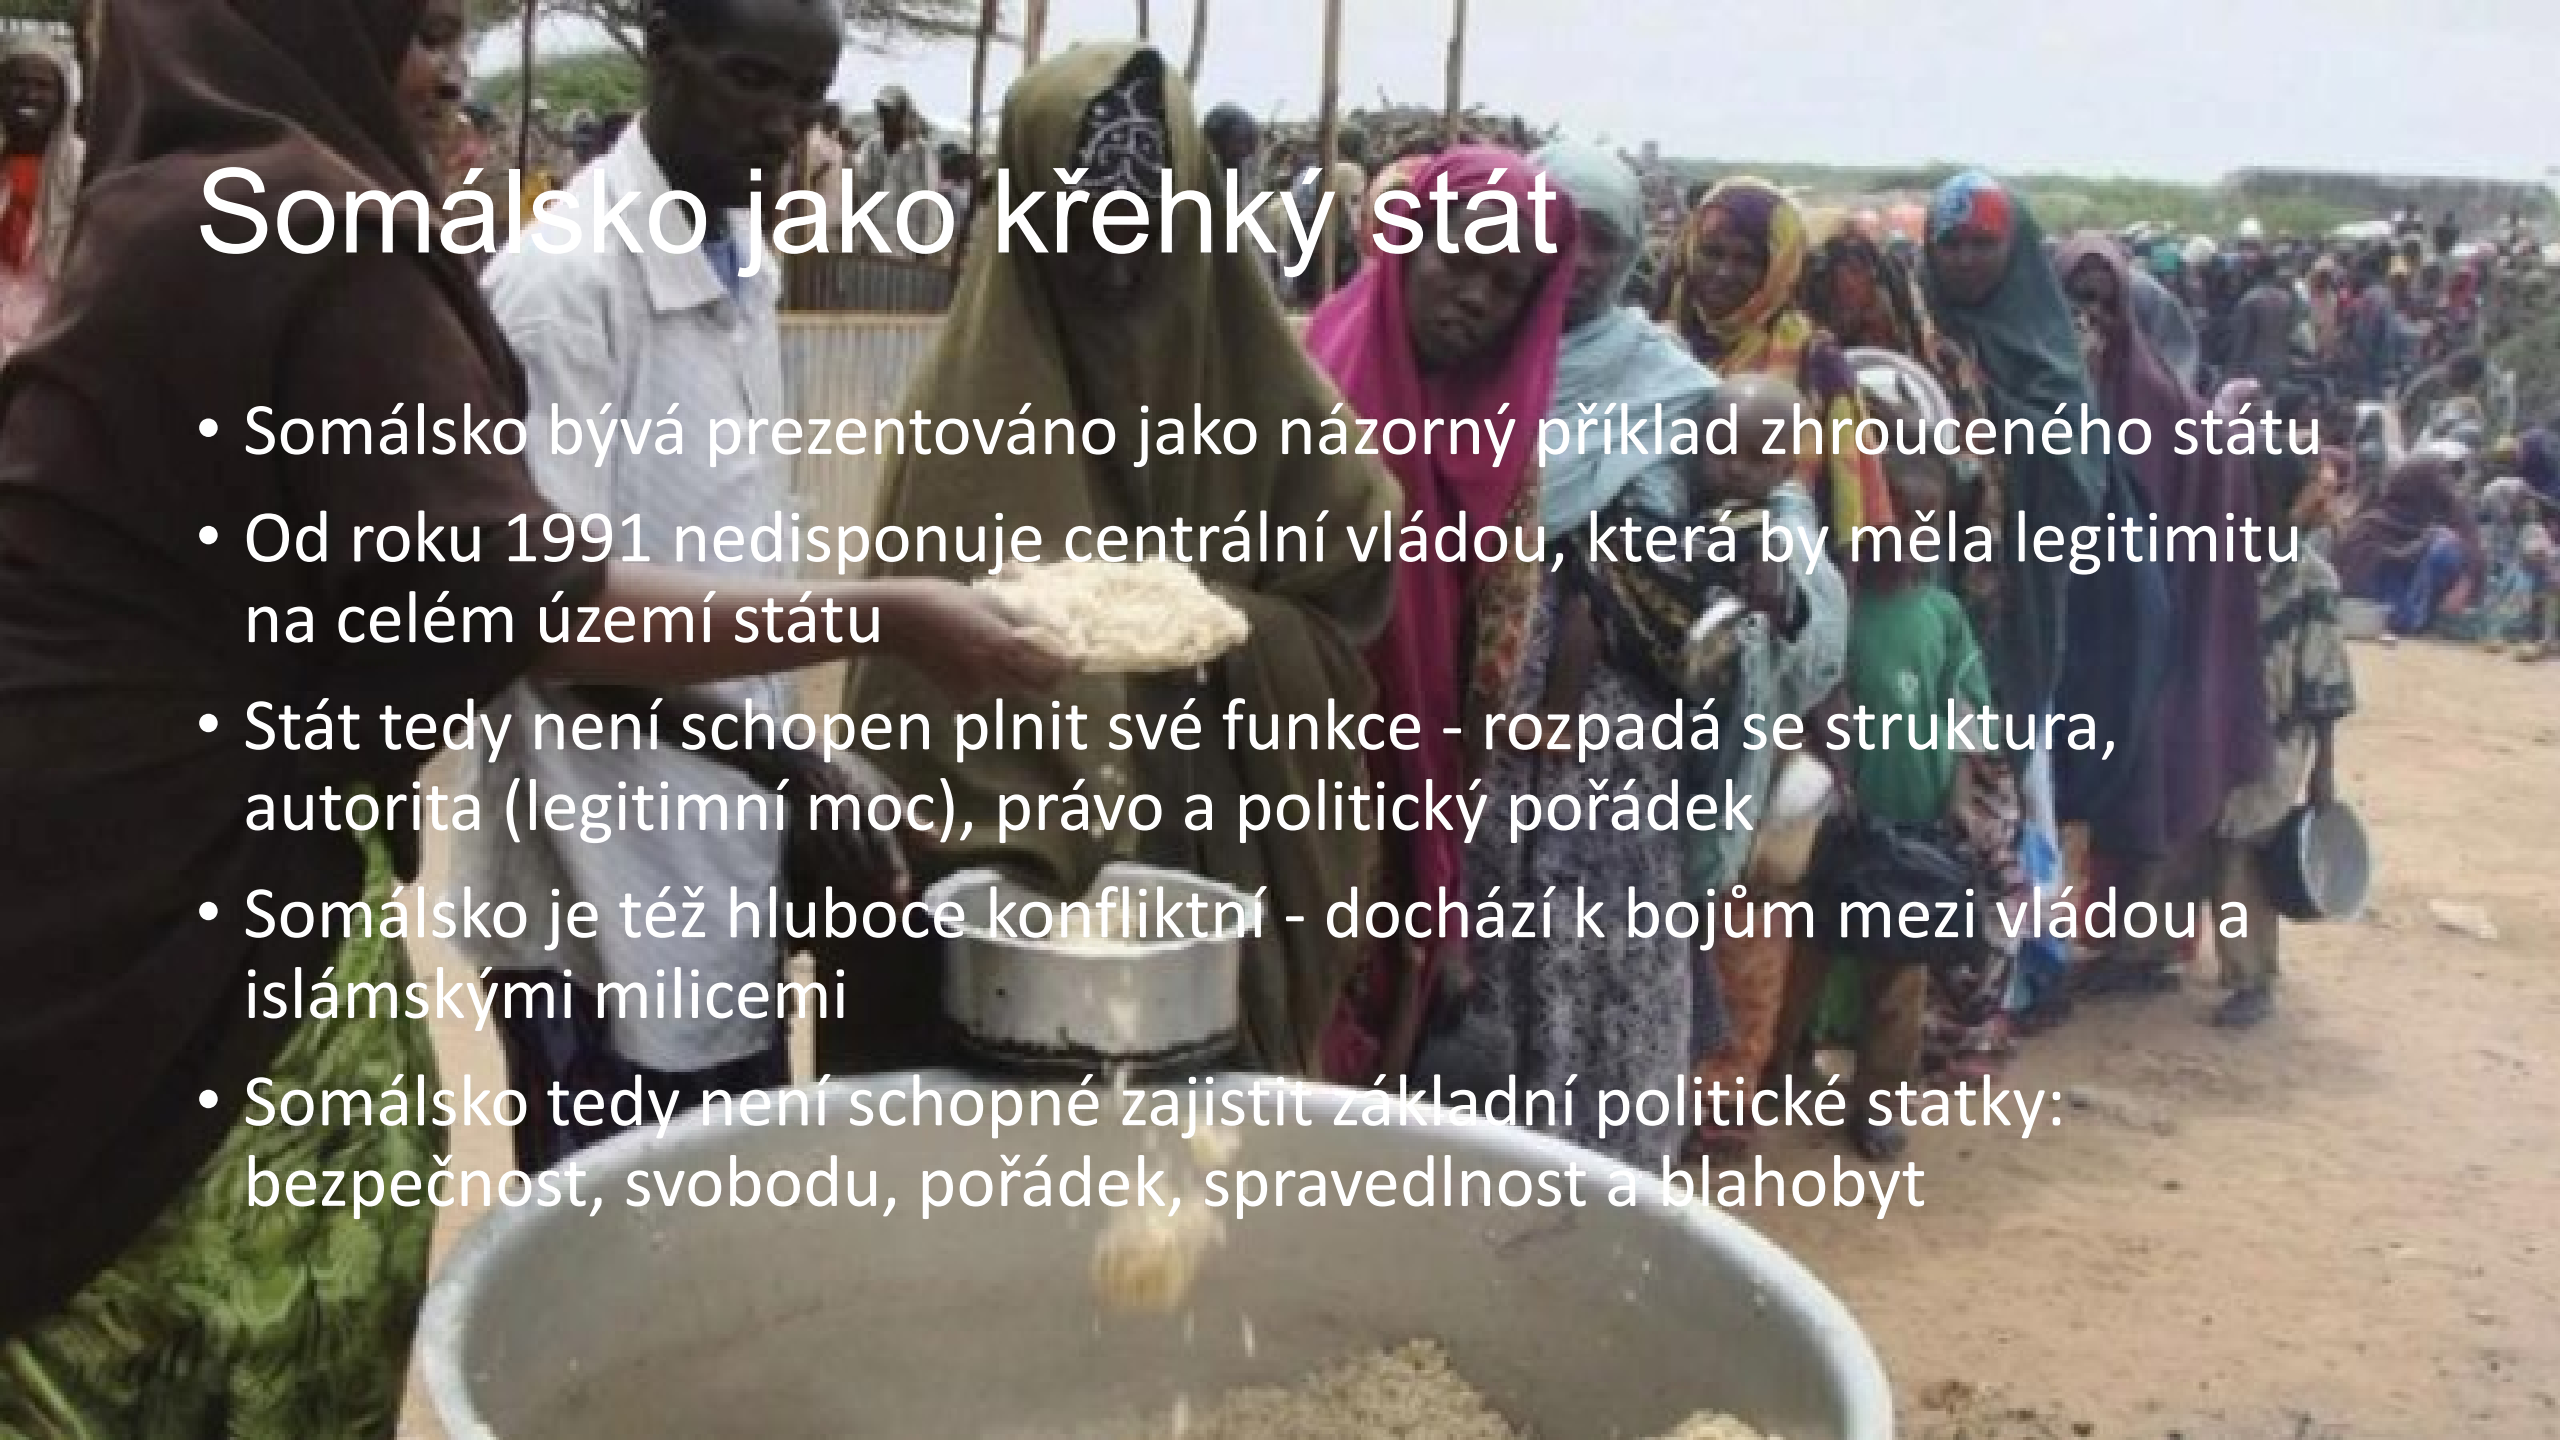 Somálsko jako křehký stát
• Somálsko bývá prezentováno jako názorný příklad zhrouceného státu
• Od roku 1991 nedisponuje centrální vládou, která by měla legitimitu
na celém území státu
• Stát tedy není schopen plnit své funkce - rozpadá se struktura,
autorita (legitimní moc), právo a politický pořádek
• Somálsko je též hluboce konfliktní - dochází k bojům mezi vládou a
islámskými milicemi
• Somálsko tedy není schopné zajistit základní politické statky:
bezpečnost, svobodu, pořádek, spravedlnost a blahobyt